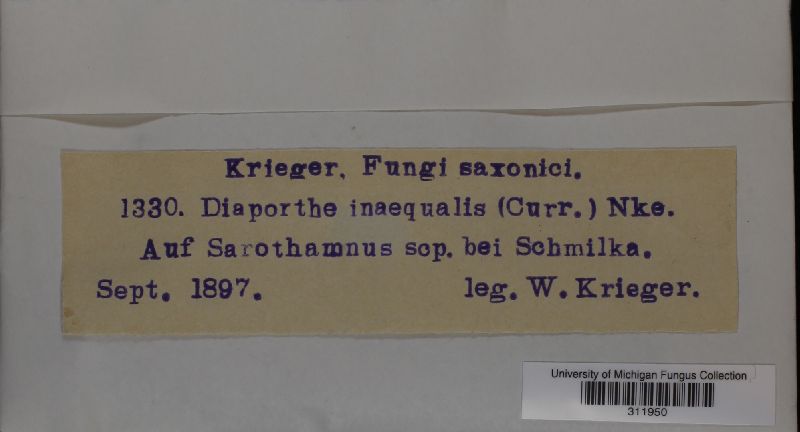 Krieger, Fungi saxonici.
1330. Diaporthe inaequalis (Curr.) Nke.
Auf Sarothamnus scp. bei Schmilka.
Sept. 1897. leg. W. Krieger.
University of Michigan Fungus Collection
311950